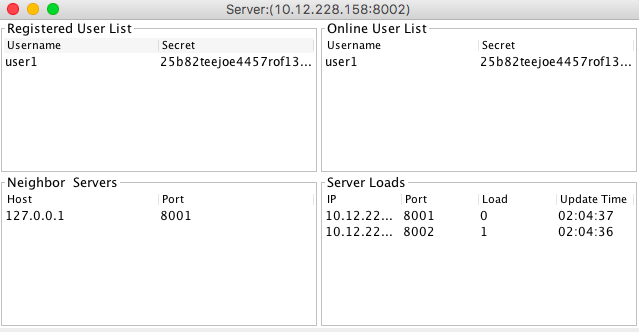 Server:(10.12.228.158:8002)
Registered User List
Username Secret
user1 25b82teejoe4457rof13...
Online User List
Username Secret
user1 25b82teejoe4457rof13...
Neighbor Servers
Host Port
127.0.0.1 8001
Server Loads
IP Port Load Update Time
10.12.22... 8001 0 02:04:37
10.12.22... 8002 1 02:04:36